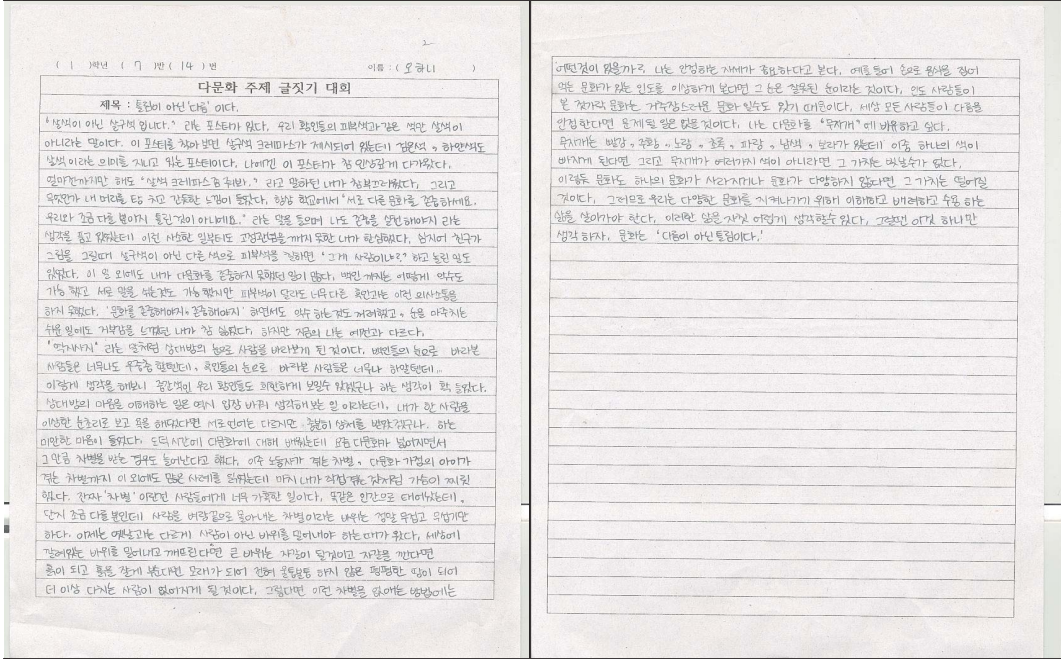 2
( 1 )학년 ( 7 )반 ( 14 ) 번 이름 : ( 오하니 )
다문화 주제 글짓기 대회
제목 : 틀림이 아닌 '다름' 이다.
"살색이 아닌 살구색 입니다." 라는 포스터가 있다. 우리 황인들의 피부색과 같은 색만 살색이
아니라는 말이다. 이 포스터를 찾아보면 살구색 크레파스가 제시되어 있는데 검은색, 하얀색도
살색 이라는 의미를 지니고 있는 포스터이다. 나에겐 이 포스터가 참 인상깊게 다가왔다.
얼마전까지만 해도 "살색 크레파스좀 줘봐." 라고 말하던 내가 창피스러웠다. 그리고
무엇인가 내 머리를 탁 치고 간듯한 느낌이 들었다. 항상 학교에서 "서로 다른 문화를 존중하세요.
우리와 조금 다를 뿐이지 틀린것이 아니에요." 라는 말을 들으며 나도 존중을 실천해야지 라는
생각을 품고 있었는데 이런 사소한 일부터도 고정관념을 깨지 못한 내가 한심했다. 심지어 친구가
그림을 그릴때 살구색이 아닌 다른 색으로 피부색을 칠하면 "그게 사람이냐?" 하고 놀린 일도
있었다. 이 일 외에도 내가 다문화를 존중하지 못했던 일이 많다. 백인 까지는 어떻게 악수도
가능 했고 서로 말을 섞는것도 가능했지만 피부색이 달라도 너무 다른 흑인과는 이런 의사소통을
하지 못했다. '문화를 존중해야지, 존중해야지' 하면서도 악수 하는것도 꺼려했고, 눈을 마주치는
쉬운 일에도 거부감을 느꼈던 내가 참 싫었다. 하지만 지금의 나는 예전과 다르다.
"역지사지" 라는 말처럼 상대방의 눈으로 사람을 바라보게 된 것이다. 백인들의 눈으로 바라본
사람들은 너무나도 우중충 할텐데, 흑인들의 눈으로 바라본 사람들은 너무나 하얄텐데...
이렇게 생각을 해보니 중간색인 우리 황인들도 희한하게 보일수 있겠구나 하는 생각이 확 들었다.
상대방의 마음을 이해하는 일은 역시 입장 바꿔 생각해보는 일 이라는데, 내가 한 사람을
이상한 눈초리로 보고 욕을 해댔다면 서로 언어는 다르지만 충분히 상처를 받았겠구나. 하는
미안한 마음이 들었다. 도덕시간에 다문화에 대해 배웠는데 요즘 다문화가 넓어지면서
그만큼 차별을 받는 경우도 늘어난다고 했다. 이주 노동자가 겪는 차별, 다문화 가정의 아이가
겪는 차별까지 이 외에도 많은 사례를 읽었는데 마치 내가 직접 겪는 것처럼 가슴이 찌릿
했다. 진짜 '차별' 이란건 사람들에게 너무 가혹한 일이다. 똑같은 인간으로 태어났는데,
단지 조금 다를 뿐인데 사람을 벼랑끝으로 몰아내는 차별이라는 바위는 정말 무겁고 무섭기만
하다. 이제는 옛날과는 다르게 사람이 아닌 바위를 밀어내야 하는 때가 왔다. 세상에
깔려있는 바위를 밀어내고 깨뜨린다면 큰 바위는 자갈이 될것이고 자갈을 깐다면
흙이 되고 흙을 잘게 빻는다면 모래가 되어 전혀 울퉁불퉁 하지 않은 평평한 땅이 되어
더 이상 다치는 사람이 없어지게 될 것이다. 그렇다면 이런 차별을 없애는 방법에는
어떤것이 있을까? 나는 인정하는 자세가 중요하다고 본다. 예를 들어 손으로 음식을 집어
먹는 문화가 있는 인도를 이상하게 본다면 그 눈은 잘못된 눈이라는 것이다. 인도 사람들이
본 젓가락 문화는 거추장스러운 문화 일수도 있기 때문이다. 세상 모든 사람들이 다름을
인정한다면 문제 될 일은 없을 것이다. 나는 다문화를 "무지개" 에 비유하고 싶다.
무지개는 빨강, 주황, 노랑, 초록, 파랑, 남색, 보라가 있는데 이중 하나의 색이
빠지게 된다면 그리고 무지개가 여러가지 색이 아니라면 그 가치는 빛날수가 없다.
이렇듯 문화도 하나의 문화가 사라지거나 문화가 다양하지 않다면 그 가치는 떨어질
것이다. 그러므로 우리는 다양한 문화를 지켜나가기 위해 이해하고 배려하고 수용 하는
삶을 살아가야 한다. 이러한 삶을 자칫 어렵게 생각할수 있다. 그렇다면 이것 하나만
생각 하자. 문화는 '다름이 아닌 틀림이다.'